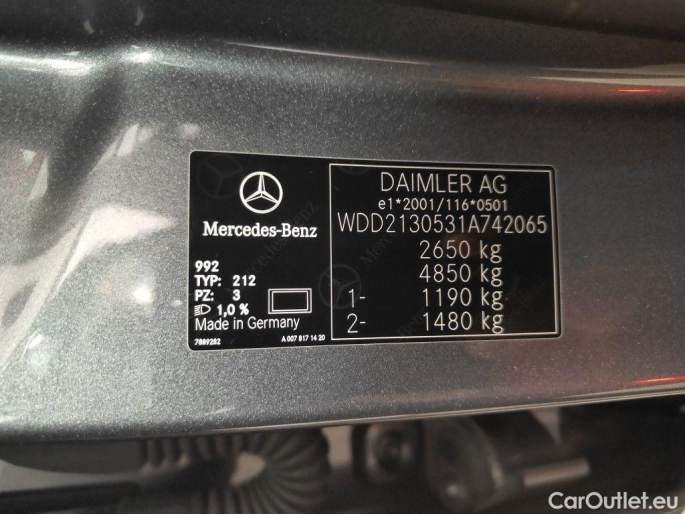 Mercedes-Benz
992
TYP: 212
PZ: 3
1,0 %
Made in Germany
7889282
A 007 817 14 20
DAIMLER AG
e1*2001/116*0501
WDD2130531A742065
2650 kg
4850 kg
1- 1190 kg
2- 1480 kg
CarOutlet.eu